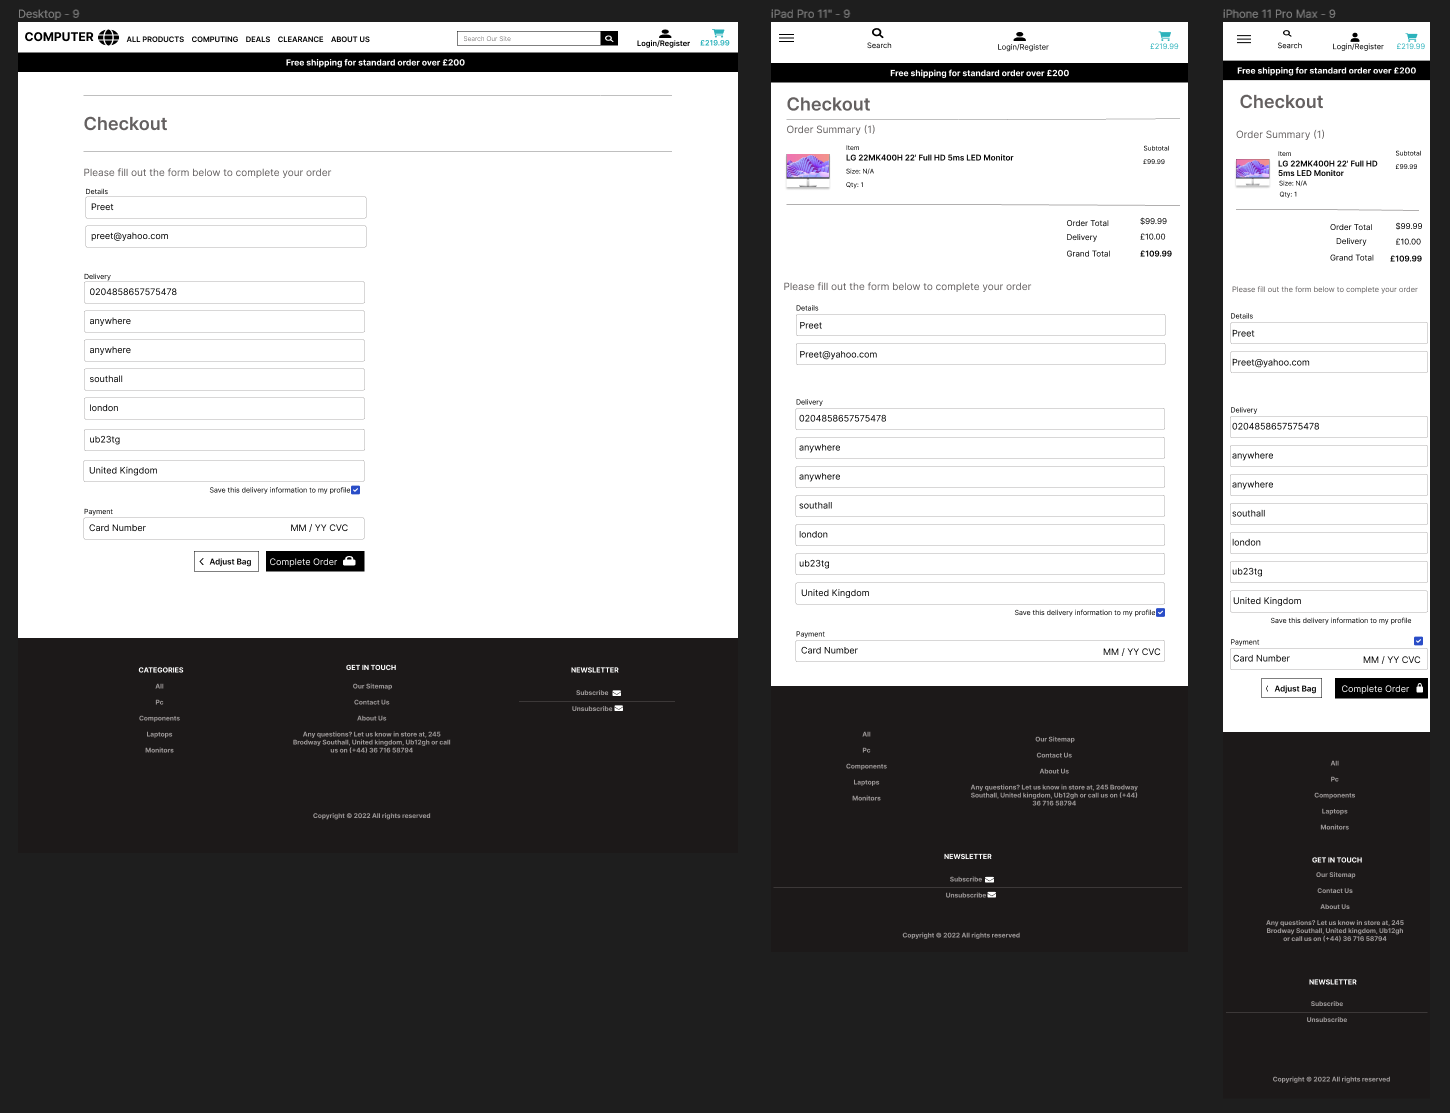 Desktop - 9
COMPUTER
ALL PRODUCTS COMPUTING DEALS CLEARANCE ABOUT US
Search Our Site
Login/Register
£219.99
Free shipping for standard order over £200
Checkout
Please fill out the form below to complete your order
Details
Preet
preet@yahoo.com
Delivery
0204858657575478
anywhere
anywhere
southall
london
ub23tg
United Kingdom
Save this delivery information to my profile
Payment
Card Number MM / YY CVC
Adjust Bag
Complete Order
CATEGORIES
All
Pc
Components
Laptops
Monitors
GET IN TOUCH
Our Sitemap
Contact Us
About Us
Any questions? Let us know in store at, 245
Brodway Southall, United kingdom, Ub12gh or call
us on (+44) 36 716 58794
NEWSLETTER
Subscribe
Unsubscribe
Copyright © 2022 All rights reserved
iPad Pro 11" - 9
Search
Login/Register
£219.99
Free shipping for standard order over £200
Checkout
Order Summary (1)
Item
LG 22MK400H 22' Full HD 5ms LED Monitor
Size: N/A
Qty: 1
Subtotal
£99.99
Order Total $99.99
Delivery £10.00
Grand Total £109.99
Please fill out the form below to complete your order
Details
Preet
Preet@yahoo.com
Delivery
0204858657575478
anywhere
anywhere
southall
london
ub23tg
United Kingdom
Save this delivery information to my profile
Payment
Card Number MM / YY CVC
All
Pc
Components
Laptops
Monitors
Our Sitemap
Contact Us
About Us
Any questions? Let us know in store at, 245 Brodway
Southall, United kingdom, Ub12gh or call us on (+44)
36 716 58794
NEWSLETTER
Subscribe
Unsubscribe
Copyright © 2022 All rights reserved
iPhone 11 Pro Max - 9
Search
Login/Register
£219.99
Free shipping for standard order over £200
Checkout
Order Summary (1)
Item
LG 22MK400H 22' Full HD
5ms LED Monitor
Size: N/A
Qty: 1
Subtotal
£99.99
Order Total $99.99
Delivery £10.00
Grand Total £109.99
Please fill out the form below to complete your order
Details
Preet
Preet@yahoo.com
Delivery
0204858657575478
anywhere
anywhere
southall
london
ub23tg
United Kingdom
Save this delivery information to my profile
Payment
Card Number MM / YY CVC
Adjust Bag
Complete Order
All
Pc
Components
Laptops
Monitors
GET IN TOUCH
Our Sitemap
Contact Us
About Us
Any questions? Let us know in store at, 245
Brodway Southall, United kingdom, Ub12gh
or call us on (+44) 36 716 58794
NEWSLETTER
Subscribe
Unsubscribe
Copyright © 2022 All rights reserved